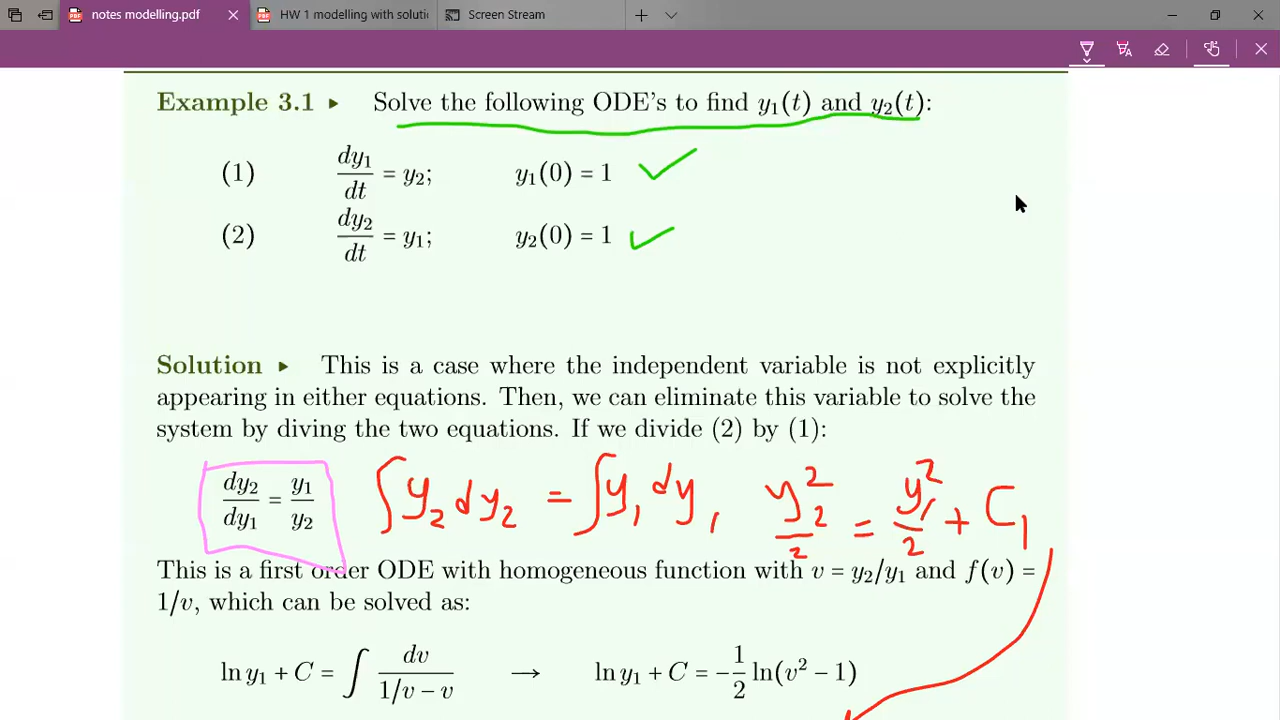 notes modelling.pdf
HW 1 modelling with soluti
Screen Stream
Example 3.1 ▸ Solve the following ODE's to find y₁(t) and y₂(t):
(1) dy₁/dt = y₂; y₁(0) = 1
(2) dy₂/dt = y₁; y₂(0) = 1
Solution ▸ This is a case where the independent variable is not explicitly
appearing in either equations. Then, we can eliminate this variable to solve the
system by diving the two equations. If we divide (2) by (1):
dy₂/dy₁ = y₁/y₂ ∫y₂dy₂ = ∫y₁dy₁ y₂²/2 = y₁²/2 + C₁
This is a first order ODE with homogeneous function with v = y₂/y₁ and f(v) =
1/v, which can be solved as:
ln y₁ + C = ∫ dv/(1/v − v) → ln y₁ + C = −1/2 ln(v² − 1)